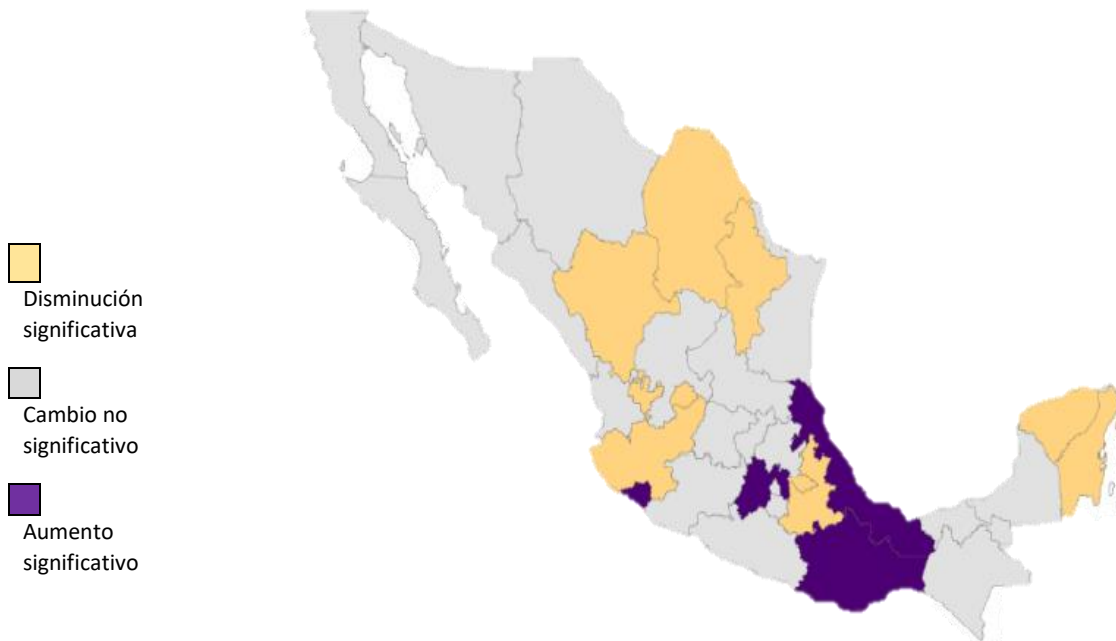 Disminución
significativa
Cambio no
significativo
Aumento
significativo